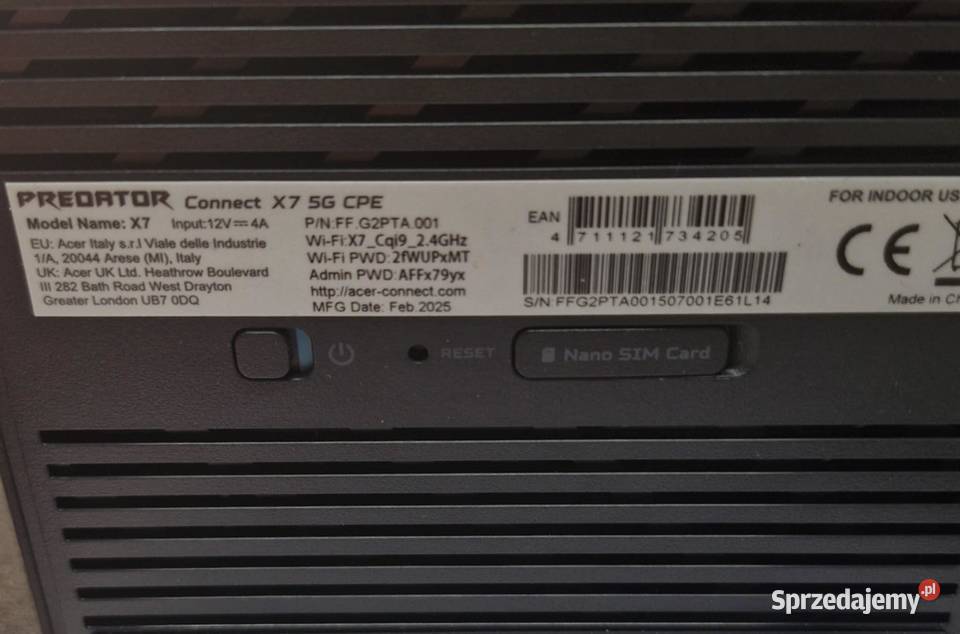 PREDATOR Connect X7 5G CPE
Model Name: X7 Input:12V⎓4A
EU: Acer Italy s.r.l Viale delle Industrie
1/A, 20044 Arese (MI), Italy
UK: Acer UK Ltd. Heathrow Boulevard
III 282 Bath Road West Drayton
Greater London UB7 0DQ
P/N:FF.G2PTA.001
Wi-Fi:X7_Cqi9_2.4GHz
Wi-Fi PWD:2fWUPxMT
Admin PWD:AFFx79yx
http://acer-connect.com
MFG Date: Feb.2025
EAN
4 711121 734205
S/N:FFG2PTA001507001E61L14
FOR INDOOR US
CE
Made in Ch
RESET
Nano SIM Card
Sprzedajemy.pl